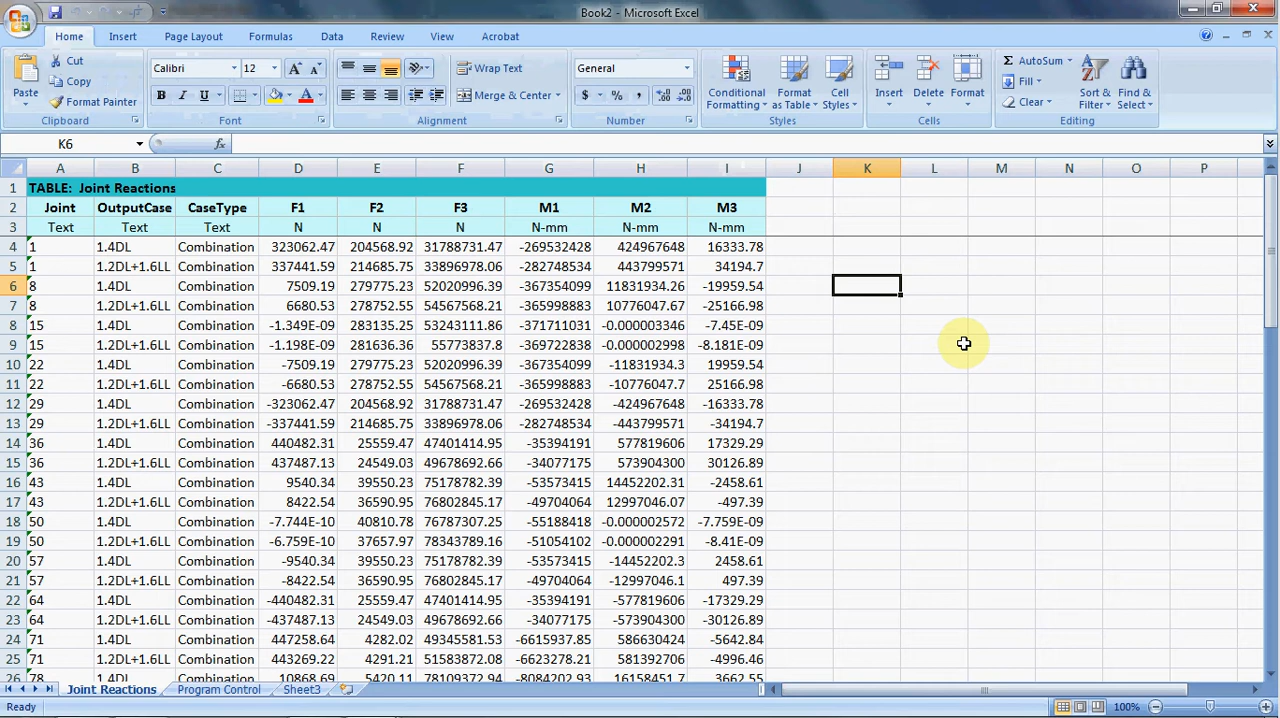 Book2 - Microsoft Excel
Home Insert Page Layout Formulas Data Review View Acrobat
Paste Cut Copy Format Painter
Calibri 12 A A
B I U A
Wrap Text
Merge & Center
General
$ % ,
Conditional Formatting Format as Table Cell Styles
Insert Delete Format
Σ AutoSum Fill Clear Sort & Filter Find & Select
Clipboard Font Alignment Number Styles Cells Editing
K6 fx
A B C D E F G H I J K L M N O P
1 TABLE: Joint Reactions
2 Joint OutputCase CaseType F1 F2 F3 M1 M2 M3
3 Text Text Text N N N N-mm N-mm N-mm
4 1 1.4DL Combination 323062.47 204568.92 31788731.47 -269532428 424967648 16333.78
5 1 1.2DL+1.6LL Combination 337441.59 214685.75 33896978.06 -282748534 443799571 34194.7
6 8 1.4DL Combination 7509.19 279775.23 52020996.39 -367354099 11831934.26 -19959.54
7 8 1.2DL+1.6LL Combination 6680.53 278752.55 54567568.21 -365998883 10776047.67 -25166.98
8 15 1.4DL Combination -1.349E-09 283135.25 53243111.86 -371711031 -0.000003346 -7.45E-09
9 15 1.2DL+1.6LL Combination -1.198E-09 281636.36 55773837.8 -369722838 -0.000002998 -8.181E-09
10 22 1.4DL Combination -7509.19 279775.23 52020996.39 -367354099 -11831934.3 19959.54
11 22 1.2DL+1.6LL Combination -6680.53 278752.55 54567568.21 -365998883 -10776047.7 25166.98
12 29 1.4DL Combination -323062.47 204568.92 31788731.47 -269532428 -424967648 -16333.78
13 29 1.2DL+1.6LL Combination -337441.59 214685.75 33896978.06 -282748534 -443799571 -34194.7
14 36 1.4DL Combination 440482.31 25559.47 47401414.95 -35394191 577819606 17329.29
15 36 1.2DL+1.6LL Combination 437487.13 24549.03 49678692.66 -34077175 573904300 30126.89
16 43 1.4DL Combination 9540.34 39550.23 75178782.39 -53573415 14452202.31 -2458.61
17 43 1.2DL+1.6LL Combination 8422.54 36590.95 76802845.17 -49704064 12997046.07 -497.39
18 50 1.4DL Combination -7.744E-10 40810.78 76787307.25 -55188418 -0.000002572 -7.759E-09
19 50 1.2DL+1.6LL Combination -6.759E-10 37657.97 78343789.16 -51054102 -0.000002291 -8.41E-09
20 57 1.4DL Combination -9540.34 39550.23 75178782.39 -53573415 -14452202.3 2458.61
21 57 1.2DL+1.6LL Combination -8422.54 36590.95 76802845.17 -49704064 -12997046.1 497.39
22 64 1.4DL Combination -440482.31 25559.47 47401414.95 -35394191 -577819606 -17329.29
23 64 1.2DL+1.6LL Combination -437487.13 24549.03 49678692.66 -34077175 -573904300 -30126.89
24 71 1.4DL Combination 447258.64 4282.02 49345581.53 -6615937.85 586630424 -5642.84
25 71 1.2DL+1.6LL Combination 443269.22 4291.21 51583872.08 -6623278.21 581392706 -4996.46
26 78 1.4DL Combination 10868.69 5420.11 78109372.94 -8084202.93 16158451.7 3662.55
Joint Reactions Program Control Sheet3
Ready 100%